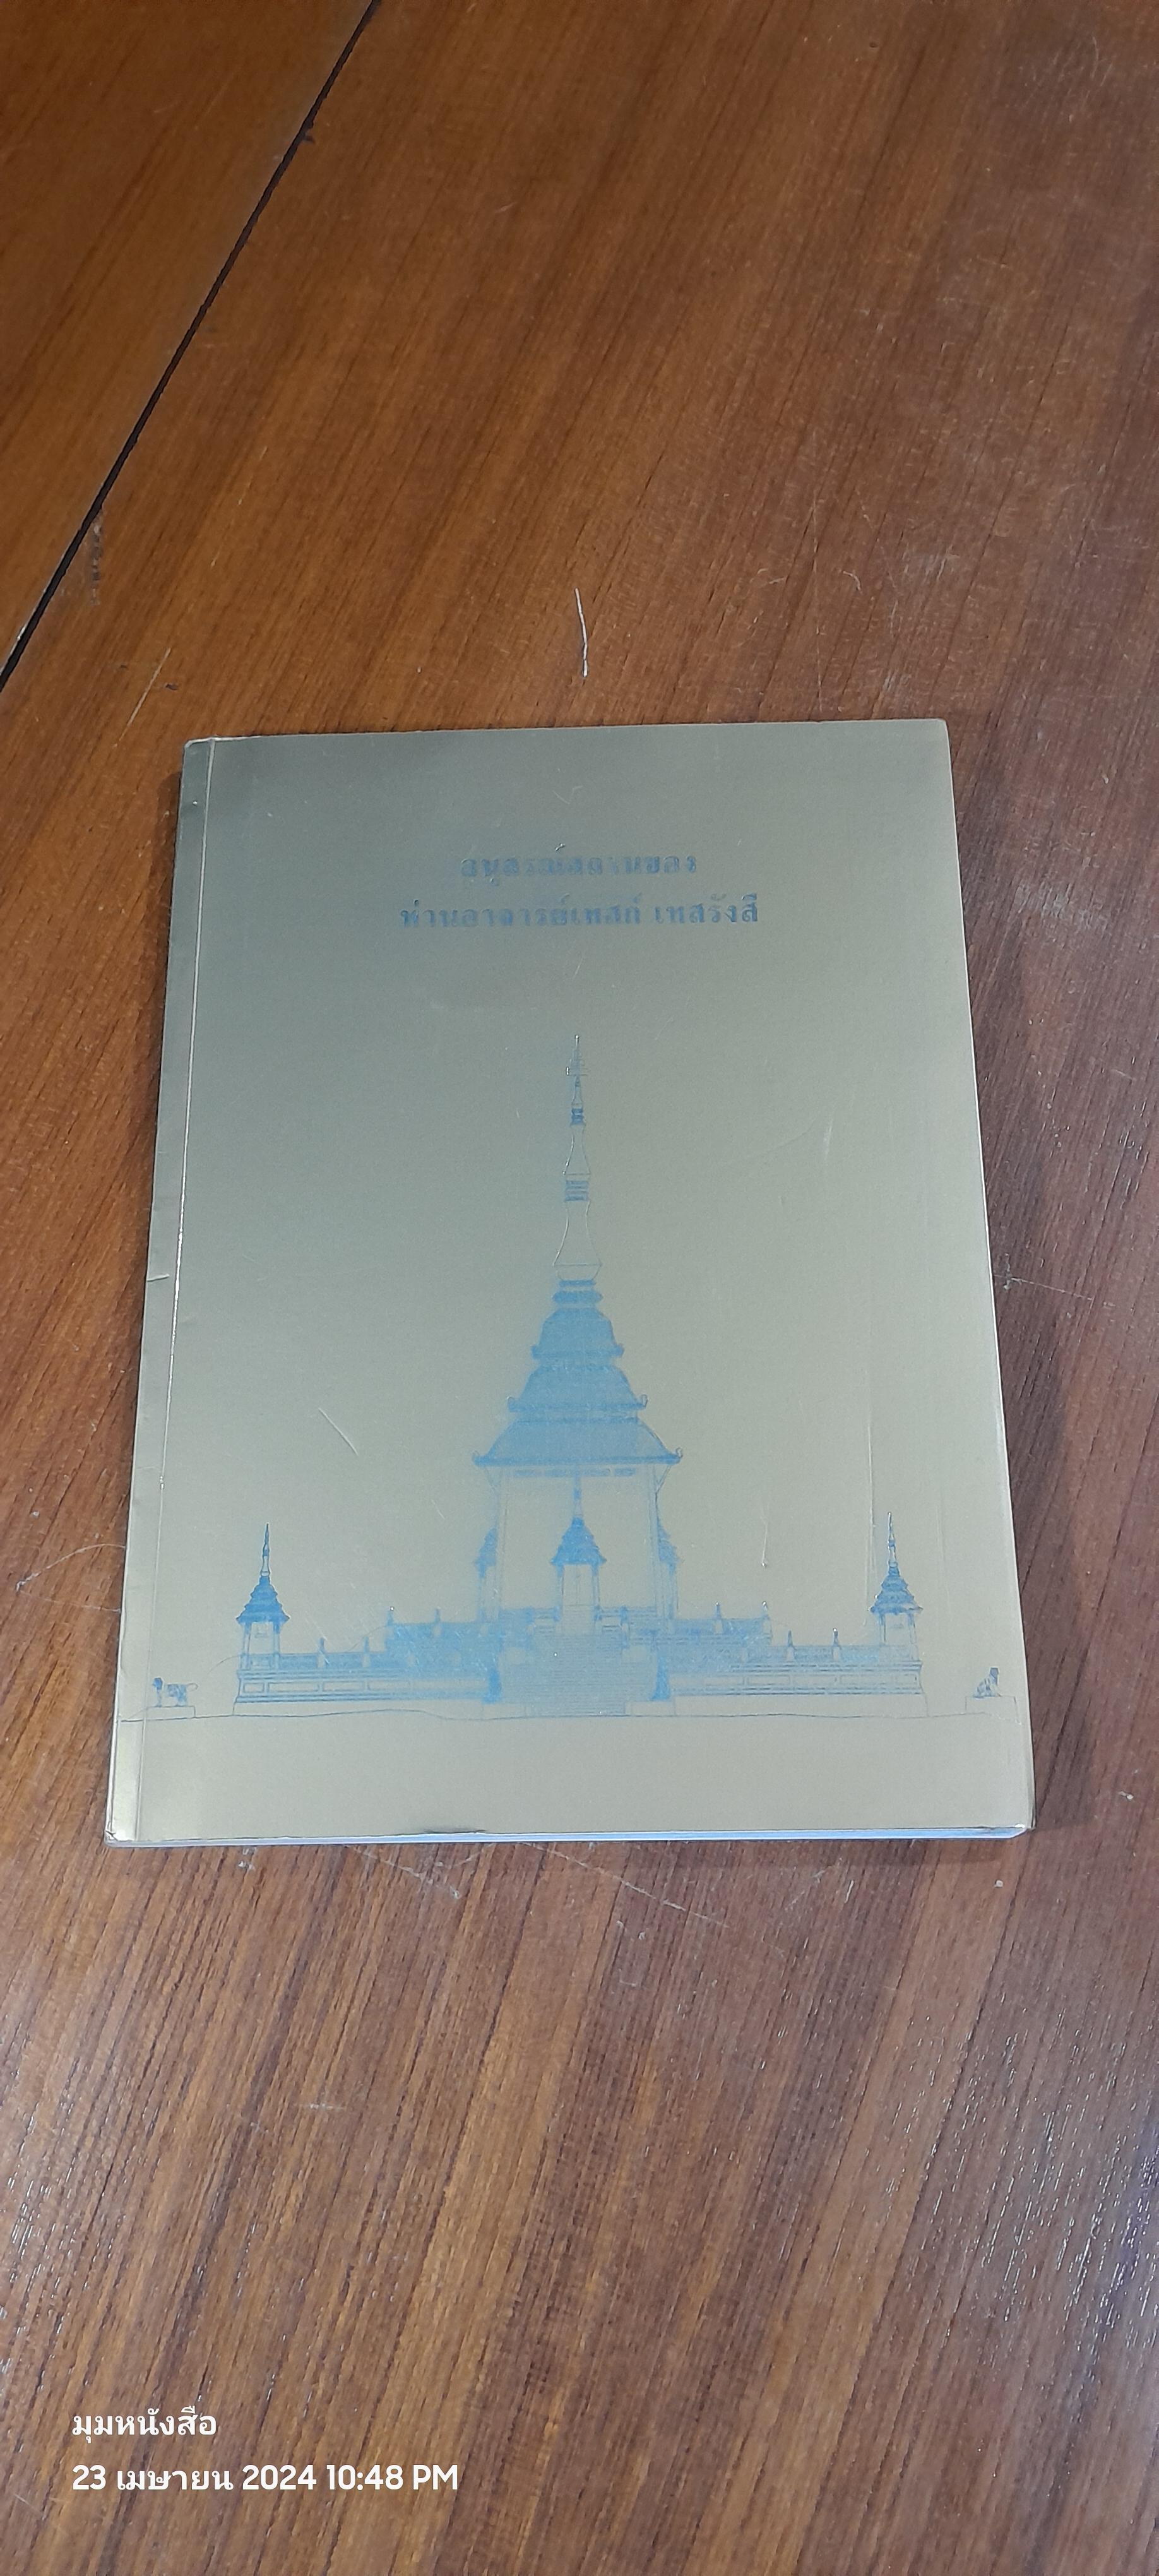 อนุสรณ์สถานของ
ท่านอาจารย์เทสก์ เทสรังสี
มุมหนังสือ
23 เมษายน 2024 10:48 PM